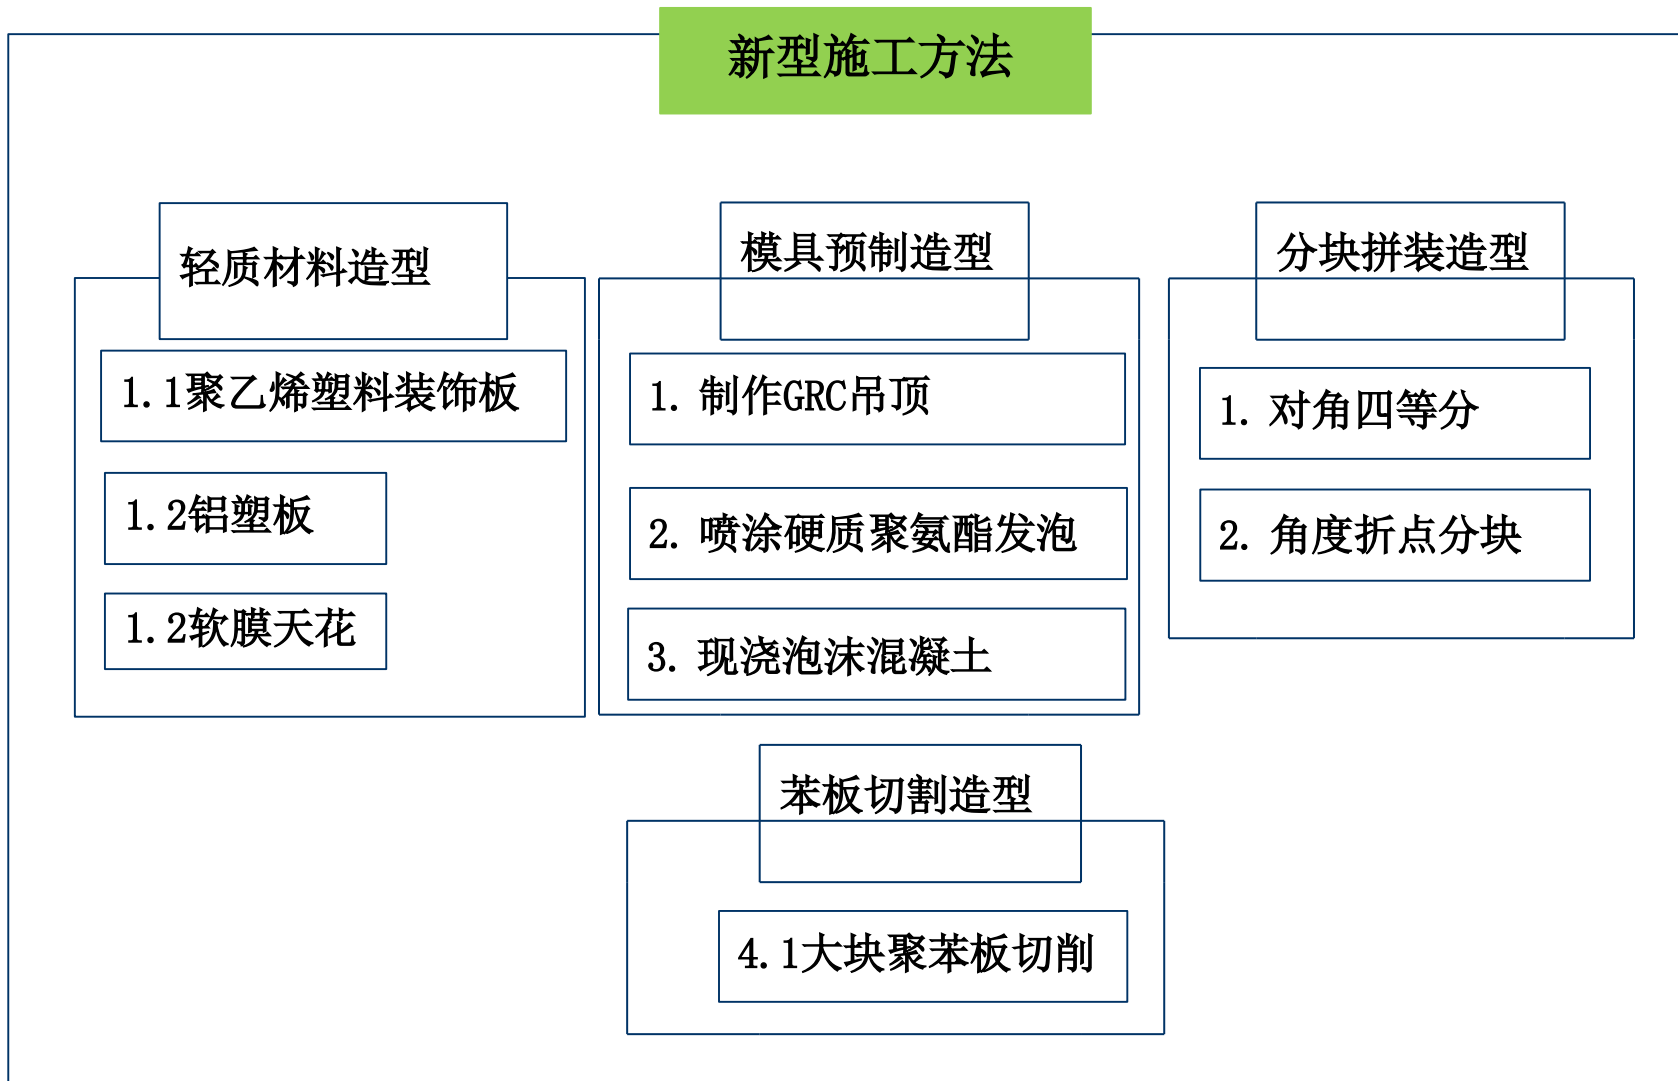 新型施工方法
轻质材料造型
1.1聚乙烯塑料装饰板
1.2铝塑板
1.2软膜天花
模具预制造型
1. 制作GRC吊顶
2. 喷涂硬质聚氨酯发泡
3. 现浇泡沫混凝土
分块拼装造型
1. 对角四等分
2. 角度折点分块
苯板切割造型
4.1大块聚苯板切削